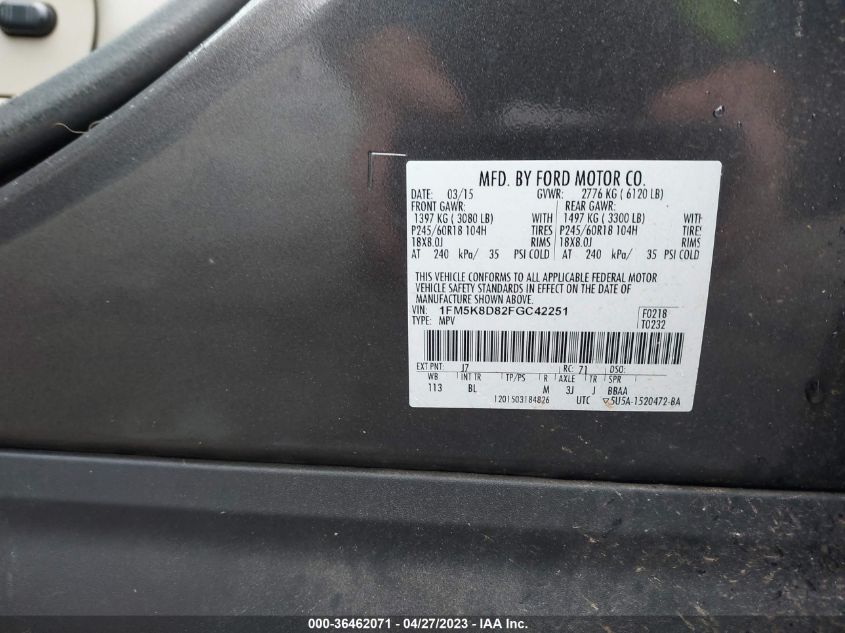 MFD. BY FORD MOTOR CO.
DATE: 03/15 GVWR: 2776 KG ( 6120 LB)
FRONT GAWR: REAR GAWR:
1397 KG ( 3080 LB) WITH 1497 KG ( 3300 LB) WITH
P245/60R18 104H TIRES P245/60R18 104H TIRES
18X8.0J RIMS 18X8.0J RIMS
AT 240 kPa/ 35 PSI COLD AT 240 kPa/ 35 PSI COLD
THIS VEHICLE CONFORMS TO ALL APPLICABLE FEDERAL MOTOR
VEHICLE SAFETY STANDARDS IN EFFECT ON THE DATE OF
MANUFACTURE SHOWN ABOVE.
VIN: 1FM5K8D82FGC42251 F0218
TYPE: MPV T0232
EXT PNT: J7 RC: 71 DSO:
WB INT TR TP/PS R AXLE TR SPR
113 BL M 3J J BBAA
1201503184826 UTC ▽5U5A-1520472-BA
000-36462071 - 04/27/2023 - IAAI.COM